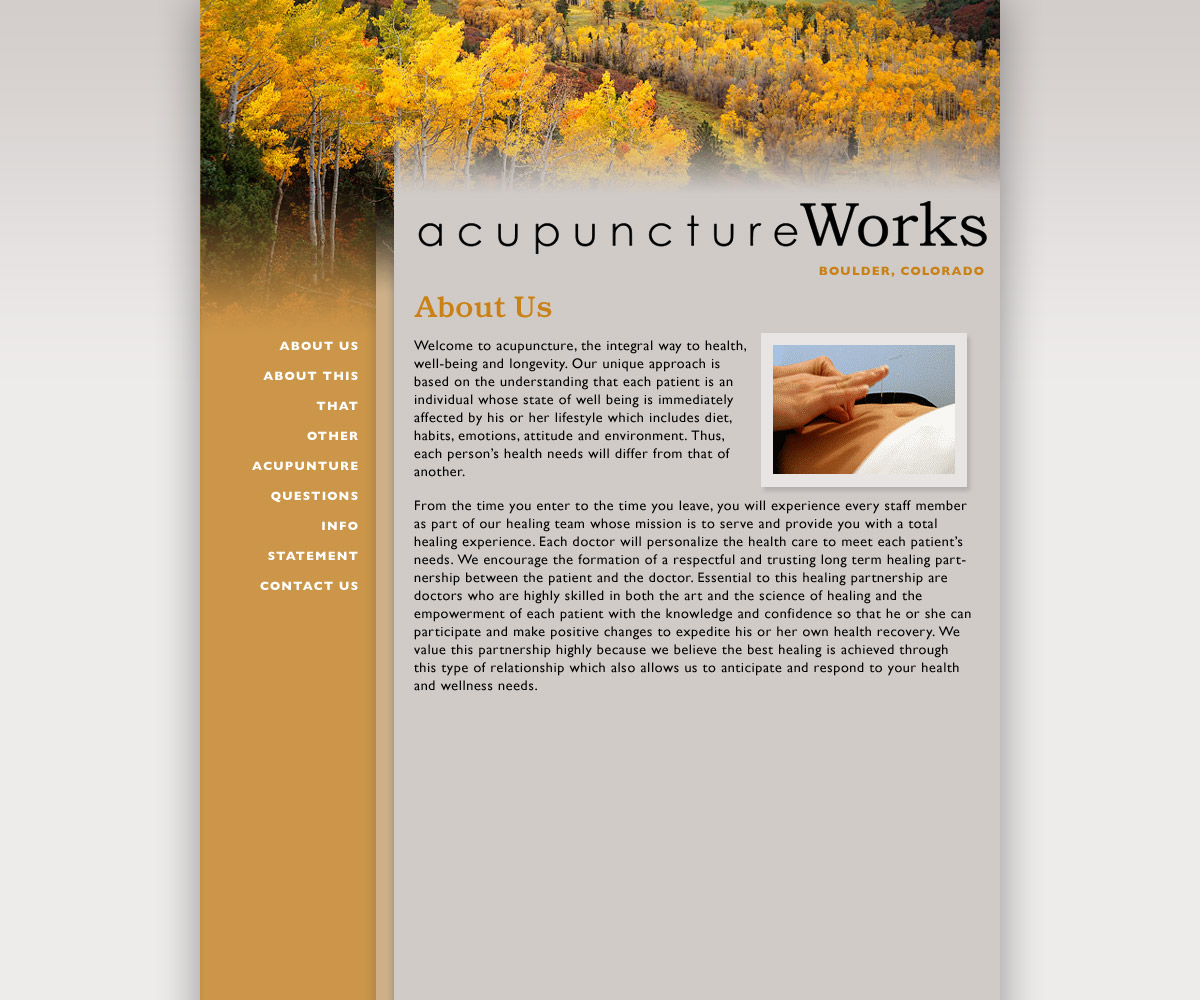 acupunctureWorks
BOULDER, COLORADO
About Us
ABOUT US
ABOUT THIS
THAT
OTHER
ACUPUNTURE
QUESTIONS
INFO
STATEMENT
CONTACT US
Welcome to acupuncture, the integral way to health,
well-being and longevity. Our unique approach is
based on the understanding that each patient is an
individual whose state of well being is immediately
affected by his or her lifestyle which includes diet,
habits, emotions, attitude and environment. Thus,
each person's health needs will differ from that of
another.
From the time you enter to the time you leave, you will experience every staff member
as part of our healing team whose mission is to serve and provide you with a total
healing experience. Each doctor will personalize the health care to meet each patient's
needs. We encourage the formation of a respectful and trusting long term healing part-
nership between the patient and the doctor. Essential to this healing partnership are
doctors who are highly skilled in both the art and the science of healing and the
empowerment of each patient with the knowledge and confidence so that he or she can
participate and make positive changes to expedite his or her own health recovery. We
value this partnership highly because we believe the best healing is achieved through
this type of relationship which also allows us to anticipate and respond to your health
and wellness needs.